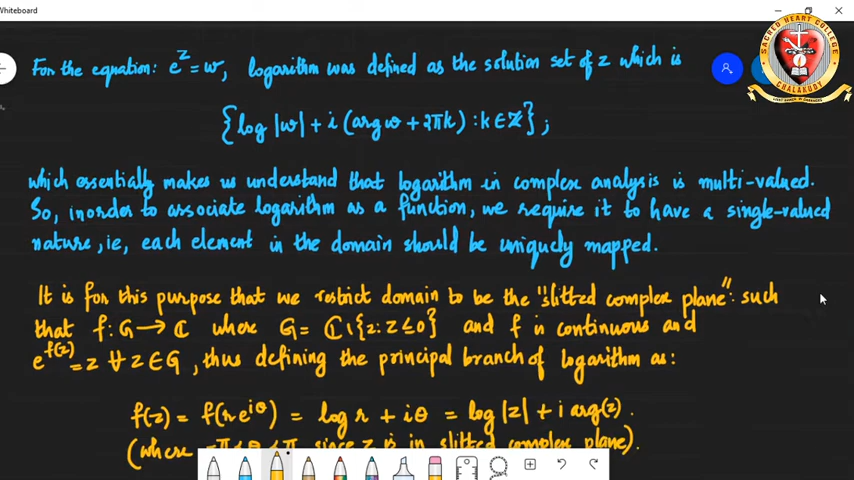 Whiteboard
For the equation: e^z = w, logarithm was defined as the solution set of z which is
{log |w| + i (arg w + 2πk) : k ∈ ℤ} ;
which essentially makes us understand that logarithm in complex analysis is multi-valued.
So, inorder to associate logarithm as a function, we require it to have a single-valued
nature, ie, each element in the domain should be uniquely mapped.
It is for this purpose that we restrict domain to be the "slitted complex plane": such
that f: G → ℂ where G = ℂ \ {z: z ≤ 0} and f is continuous and
e^{f(z)} = z ∀ z ∈ G, thus defining the principal branch of logarithm as:
f(z) = f(re^{iθ}) = log r + iθ = log |z| + i arg(z).
(where -π < θ < π since z is in slitted complex plane).
SACRED HEART COLLEGE
CHALAKUDY